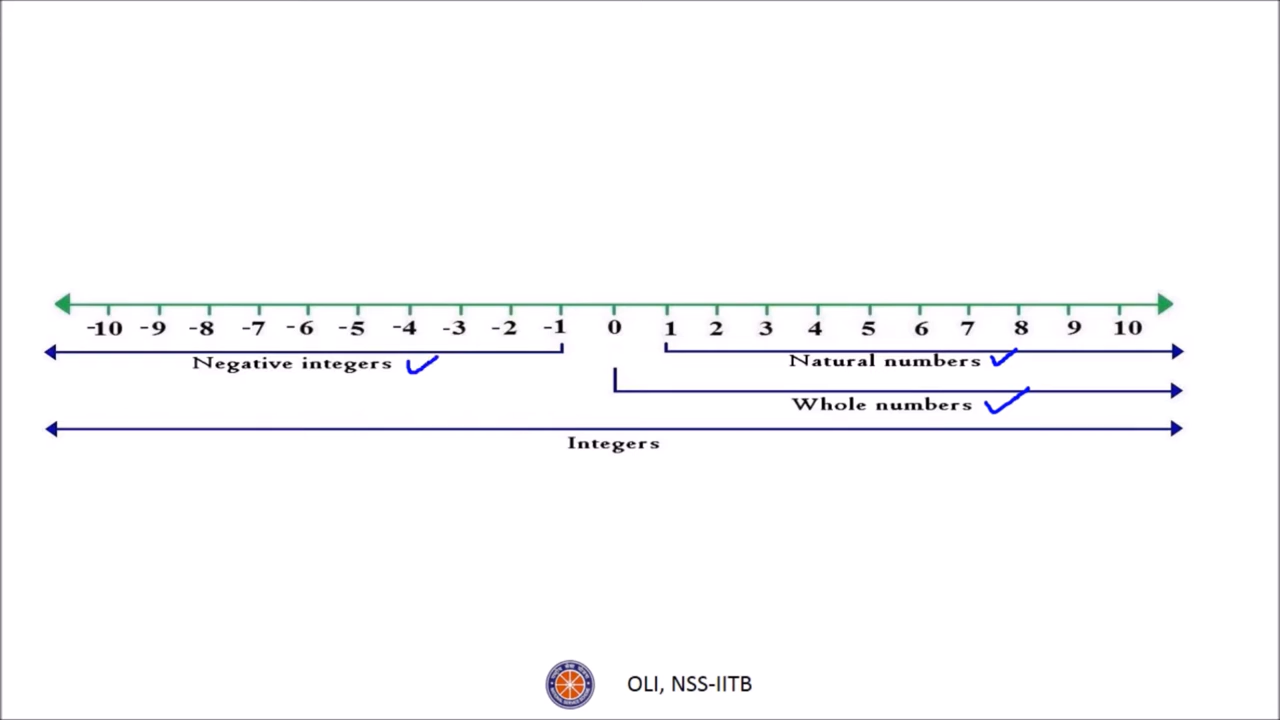 -10 -9 -8 -7 -6 -5 -4 -3 -2 -1 0 1 2 3 4 5 6 7 8 9 10
Negative integers Natural numbers
Whole numbers
Integers
OLI, NSS-IITB